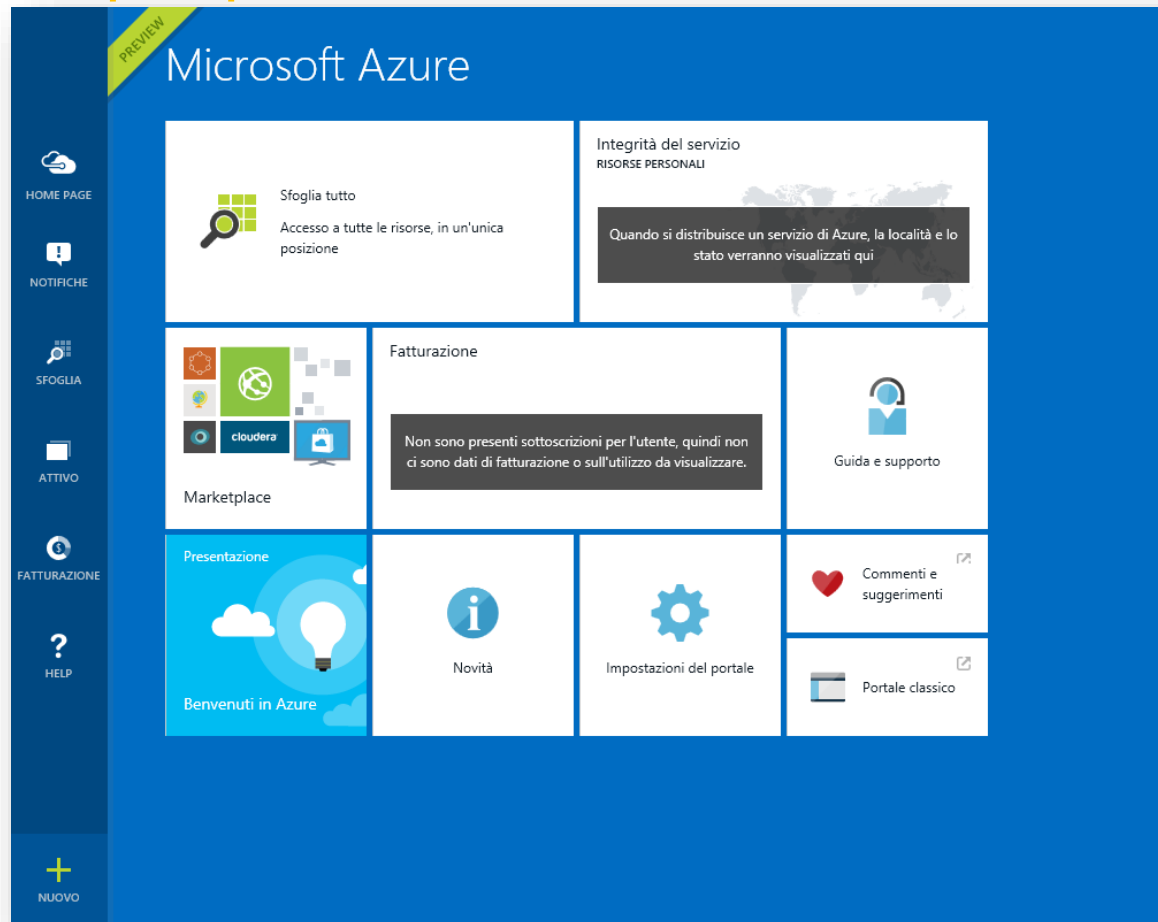 PREVIEW
Microsoft Azure
HOME PAGE
NOTIFICHE
SFOGLIA
ATTIVO
FATTURAZIONE
HELP
NUOVO
Sfoglia tutto
Accesso a tutte le risorse, in un'unica
posizione
Integrità del servizio
RISORSE PERSONALI
Quando si distribuisce un servizio di Azure, la località e lo
stato verranno visualizzati qui
cloudera
Marketplace
Fatturazione
Non sono presenti sottoscrizioni per l'utente, quindi non
ci sono dati di fatturazione o sull'utilizzo da visualizzare.
Guida e supporto
Presentazione
Benvenuti in Azure
Novità
Impostazioni del portale
Commenti e
suggerimenti
Portale classico